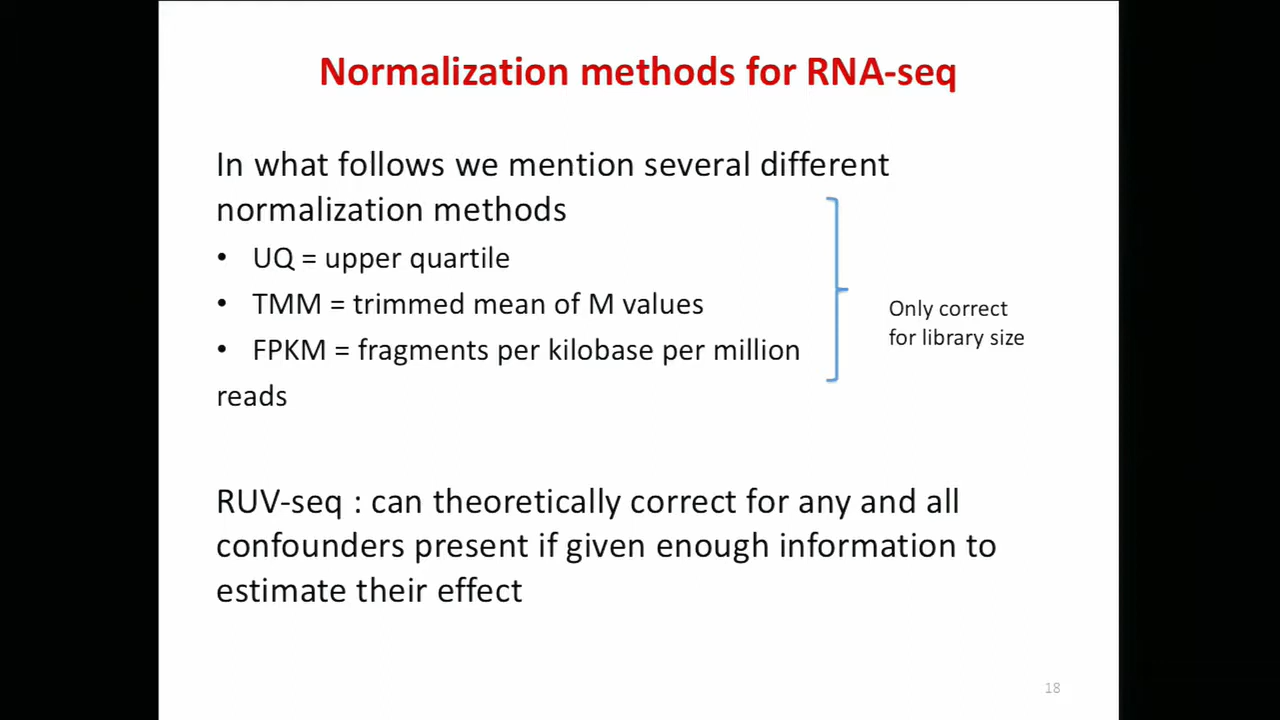 Normalization methods for RNA-seq
In what follows we mention several different
normalization methods
• UQ = upper quartile
• TMM = trimmed mean of M values
• FPKM = fragments per kilobase per million
reads
Only correct
for library size
RUV-seq : can theoretically correct for any and all
confounders present if given enough information to
estimate their effect
18